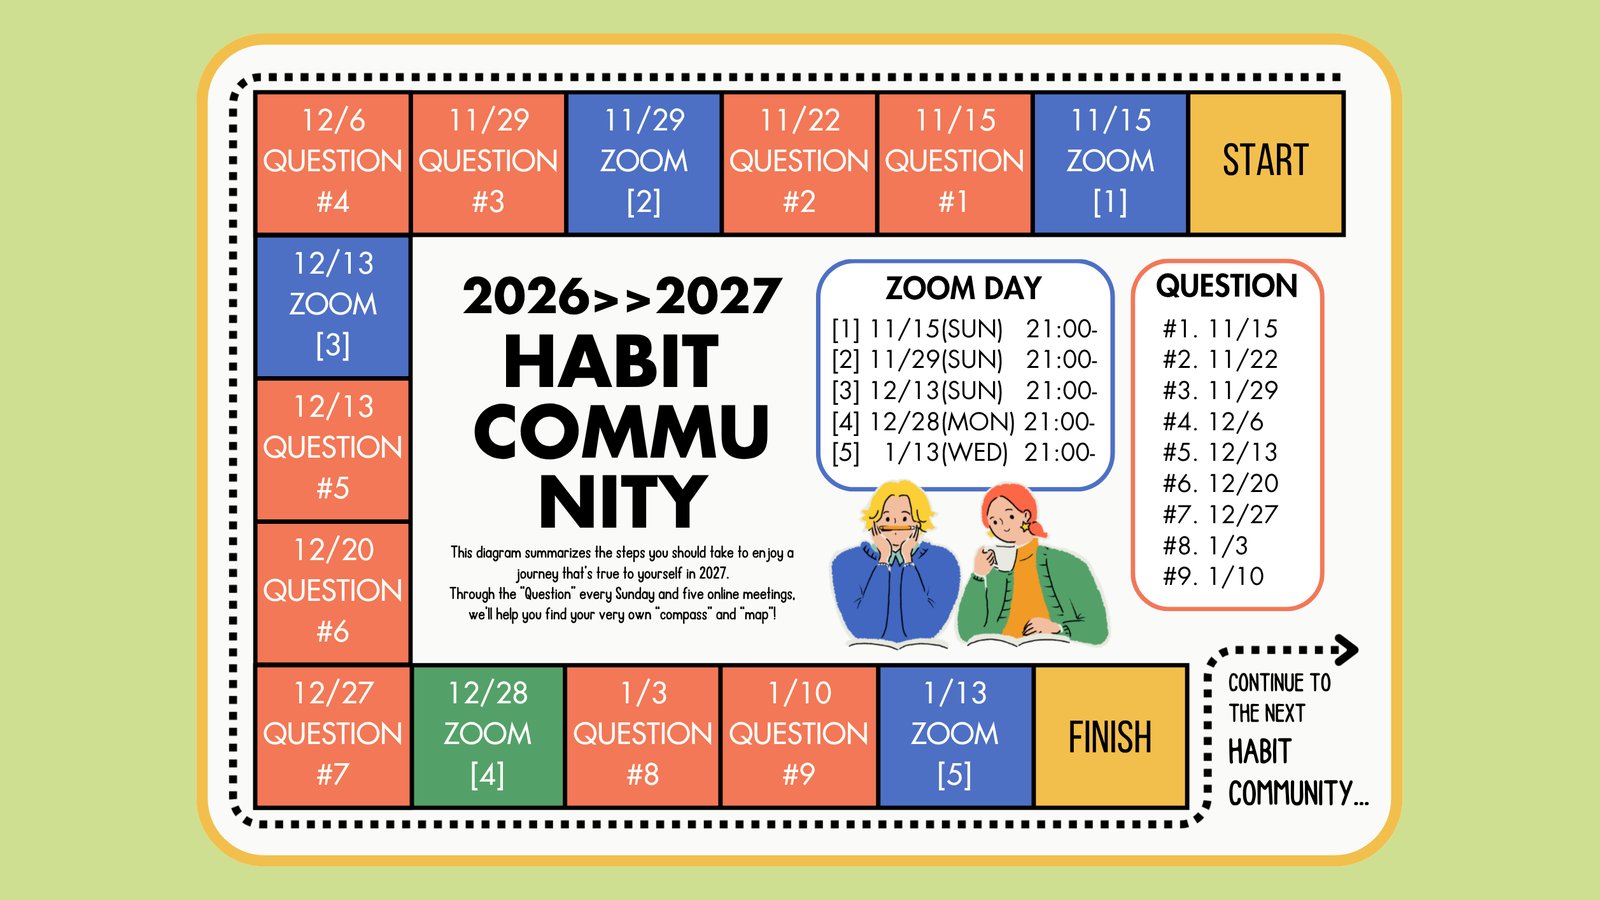 12/6
QUESTION
#4
11/29
QUESTION
#3
11/29
ZOOM
[2]
11/22
QUESTION
#2
11/15
QUESTION
#1
11/15
ZOOM
[1]
START
12/13
ZOOM
[3]
12/13
QUESTION
#5
12/20
QUESTION
#6
2026>>2027
HABIT
COMMU
NITY
This diagram summarizes the steps you should take to enjoy a
journey that's true to yourself in 2027.
Through the "Question" every Sunday and five online meetings,
we'll help you find your very own "compass" and "map"!
ZOOM DAY
[1] 11/15(SUN) 21:00-
[2] 11/29(SUN) 21:00-
[3] 12/13(SUN) 21:00-
[4] 12/28(MON) 21:00-
[5] 1/13(WED) 21:00-
QUESTION
#1. 11/15
#2. 11/22
#3. 11/29
#4. 12/6
#5. 12/13
#6. 12/20
#7. 12/27
#8. 1/3
#9. 1/10
12/27
QUESTION
#7
12/28
ZOOM
[4]
1/3
QUESTION
#8
1/10
QUESTION
#9
1/13
ZOOM
[5]
FINISH
CONTINUE TO
THE NEXT
HABIT
COMMUNITY...